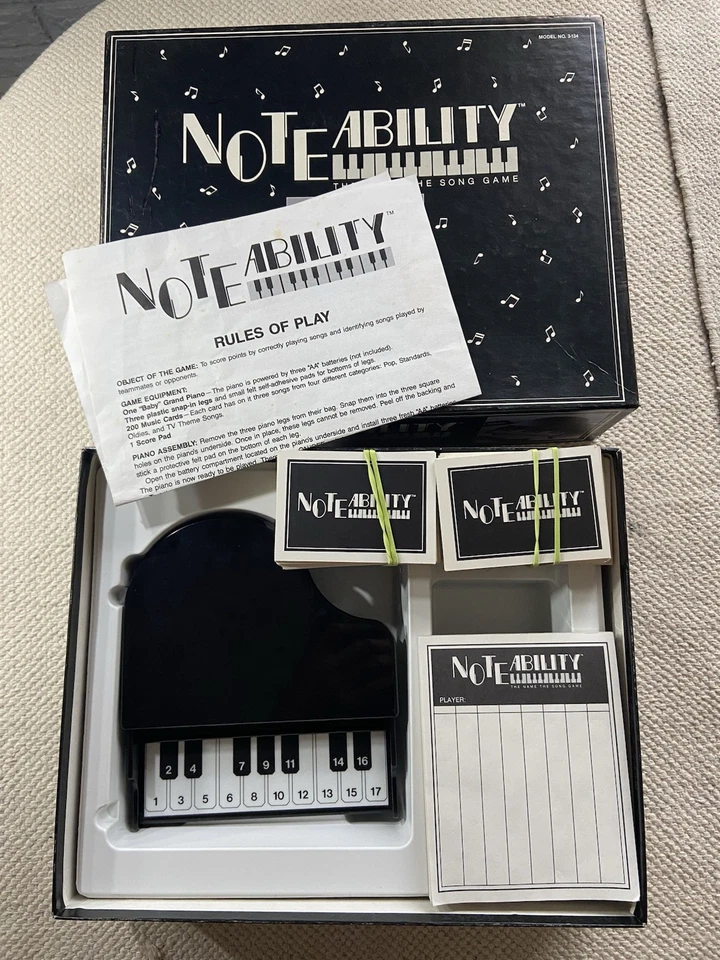 MODEL NO. 3-134
NOTEABILITY™
THE SONG GAME
NOTEABILITY™
RULES OF PLAY
OBJECT OF THE GAME: To score points by correctly playing songs and identifying songs played by
teammates or opponents.
GAME EQUIPMENT:
One "Baby" Grand Piano – The piano is powered by three "AA" batteries (not included).
Three plastic snap-in legs and small felt self-adhesive pads for bottoms of legs.
200 Music Cards – Each card has on it three songs from four different categories: Pop, Standards,
Oldies, and TV Theme Songs.
1 Score Pad
PIANO ASSEMBLY: Remove the three piano legs from their bag. Snap them into the three square
holes on the piano's underside. Once in place, these legs cannot be removed. Peel off the backing and
stick a protective felt pad on the bottom of each leg.
Open the battery compartment located on the piano's underside and install three fresh "AA" batteries
The piano is now ready to be played.
NOTEABILITY™
NOTEABILITY™
NOTEABILITY™
THE NAME THE SONG GAME
PLAYER:
2 4 7 9 11 14 16
1 3 5 6 8 10 12 13 15 17